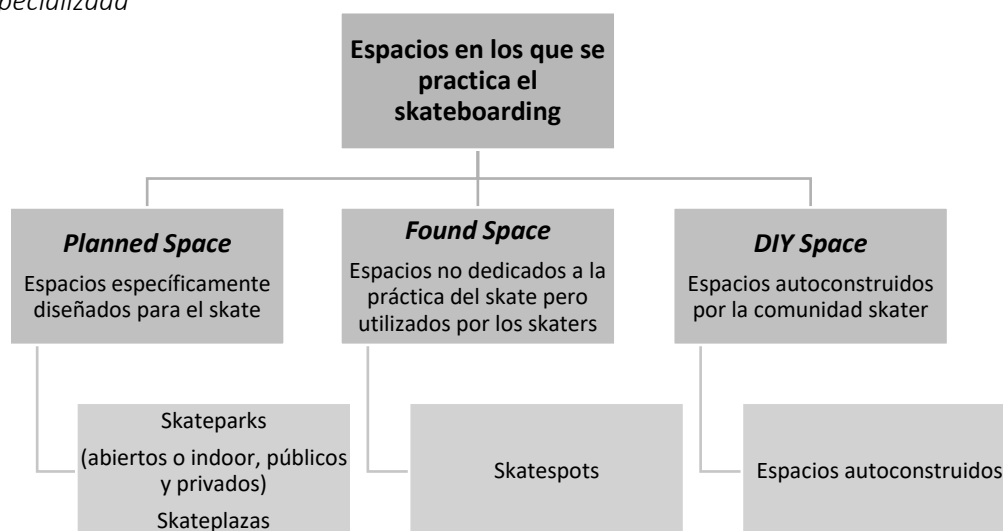 pecializada
Espacios en los que se
practica el
skateboarding
Planned Space
Espacios específicamente
diseñados para el skate
Found Space
Espacios no dedicados a la
práctica del skate pero
utilizados por los skaters
DIY Space
Espacios autoconstruidos
por la comunidad skater
Skateparks
(abiertos o indoor, públicos
y privados)
Skateplazas
Skatespots
Espacios autoconstruidos